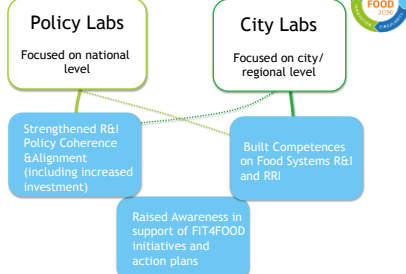 Policy Labs
Focused on national
level
City Labs
Focused on city/
regional level
FOOD
2030
Strengthened R&I
Policy Coherence
&Alignment
(including increased
investment)
Built Competences
on Food Systems R&I
and RRI
Raised Awareness in
support of FIT4FOOD
initiatives and
action plans